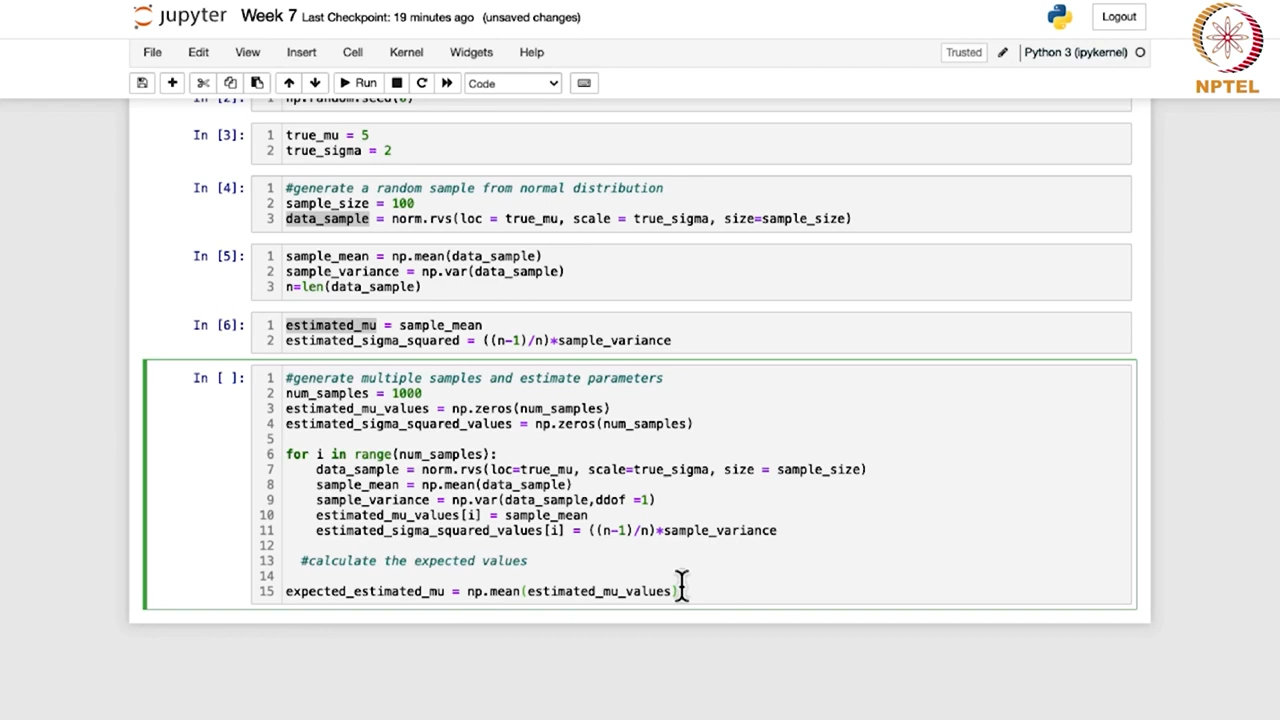 jupyter Week 7 Last Checkpoint: 19 minutes ago (unsaved changes)
Logout
NPTEL
File Edit View Insert Cell Kernel Widgets Help
Trusted Python 3 (ipykernel)
Run Code
In [2]: 1 np.random.seed(0)
In [3]: 1 true_mu = 5
2 true_sigma = 2
In [4]: 1 #generate a random sample from normal distribution
2 sample_size = 100
3 data_sample = norm.rvs(loc = true_mu, scale = true_sigma, size=sample_size)
In [5]: 1 sample_mean = np.mean(data_sample)
2 sample_variance = np.var(data_sample)
3 n=len(data_sample)
In [6]: 1 estimated_mu = sample_mean
2 estimated_sigma_squared = ((n-1)/n)*sample_variance
In [ ]: 1 #generate multiple samples and estimate parameters
2 num_samples = 1000
3 estimated_mu_values = np.zeros(num_samples)
4 estimated_sigma_squared_values = np.zeros(num_samples)
5
6 for i in range(num_samples):
7 data_sample = norm.rvs(loc=true_mu, scale=true_sigma, size = sample_size)
8 sample_mean = np.mean(data_sample)
9 sample_variance = np.var(data_sample,ddof =1)
10 estimated_mu_values[i] = sample_mean
11 estimated_sigma_squared_values[i] = ((n-1)/n)*sample_variance
12
13 #calculate the expected values
14
15 expected_estimated_mu = np.mean(estimated_mu_values)